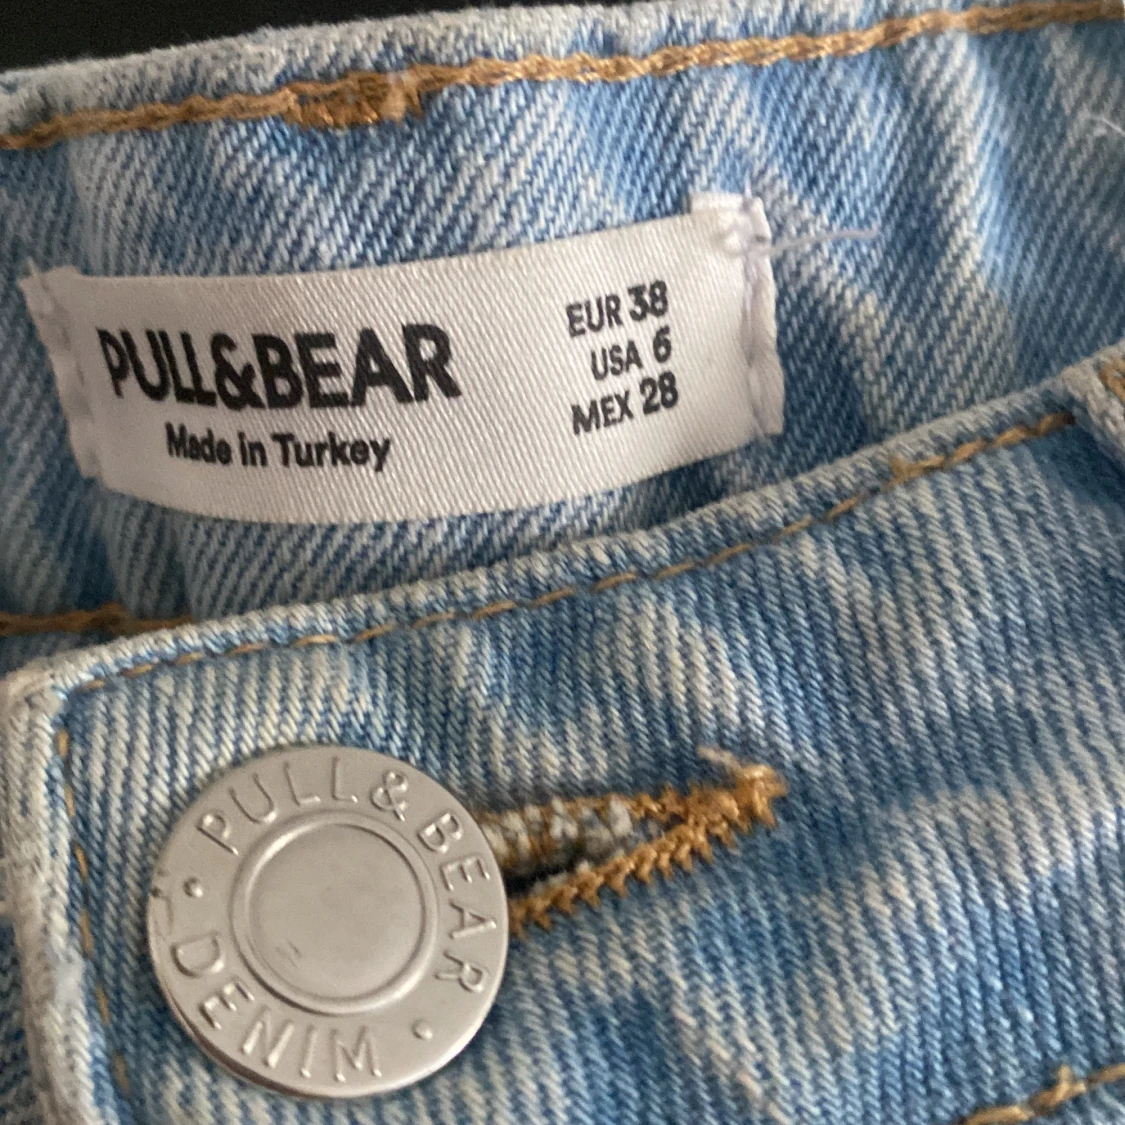 PULL&BEAR
Made in Turkey
EUR 38
USA 6
MEX 28
PULL&BEAR
• DENIM •